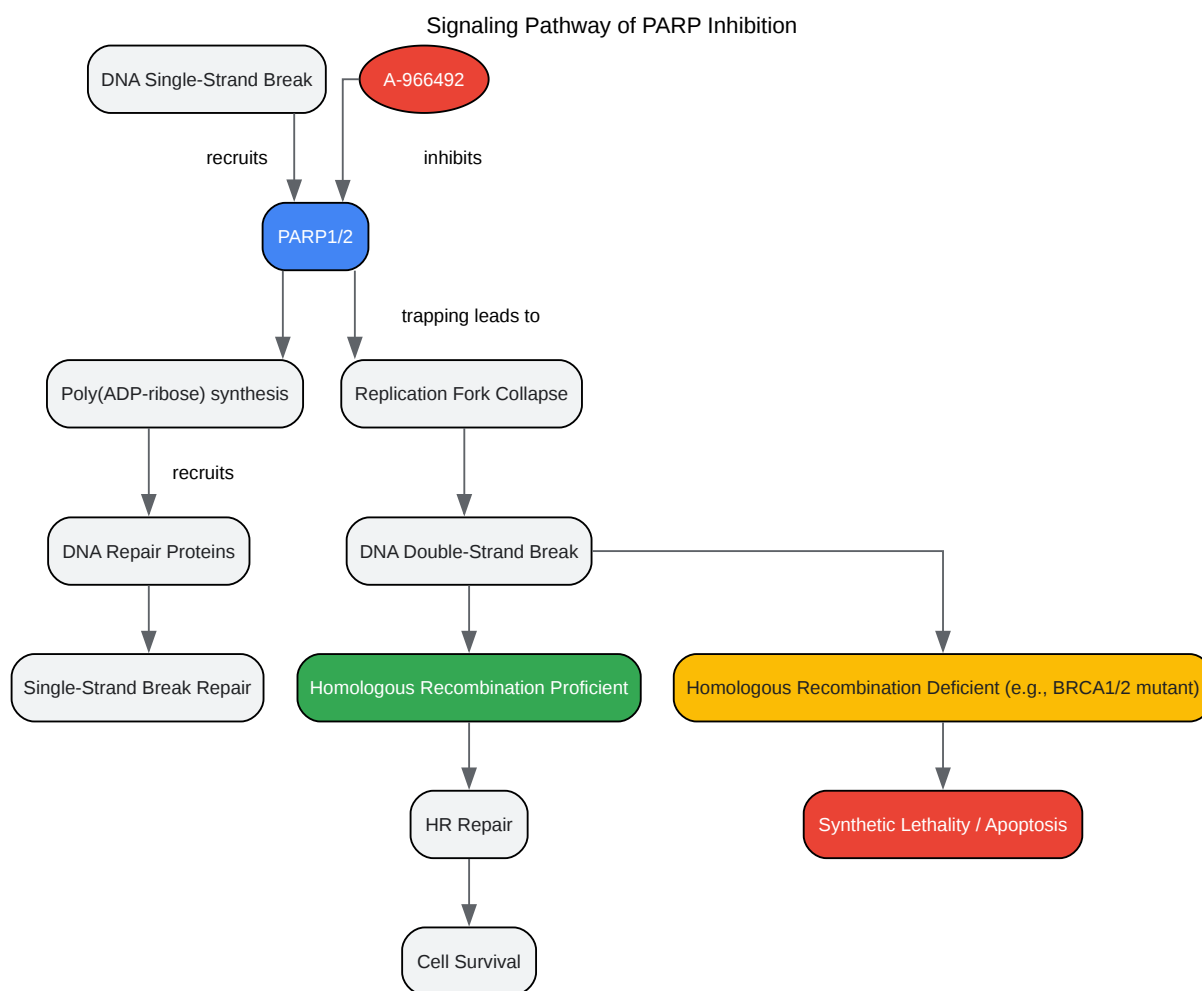 Signaling Pathway of PARP Inhibition
DNA Single-Strand Break
A-966492
recruits
inhibits
PARP1/2
trapping leads to
Poly(ADP-ribose) synthesis
Replication Fork Collapse
recruits
DNA Repair Proteins
DNA Double-Strand Break
Single-Strand Break Repair
Homologous Recombination Proficient
Homologous Recombination Deficient (e.g., BRCA1/2 mutant)
HR Repair
Synthetic Lethality / Apoptosis
Cell Survival